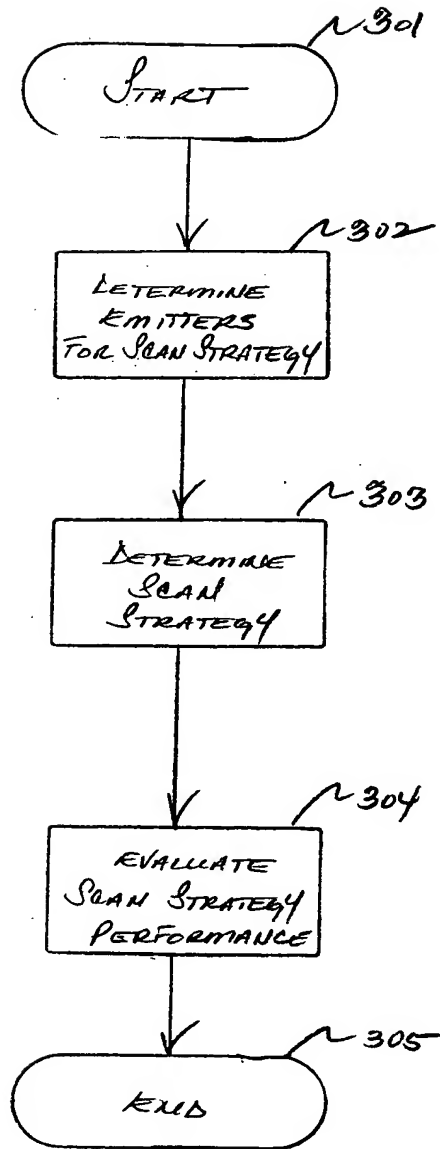 301
START
302
DETERMINE
EMITTERS
FOR SCAN STRATEGY
303
DETERMINE
SCAN
STRATEGY
304
EVALUATE
SCAN STRATEGY
PERFORMANCE
305
END